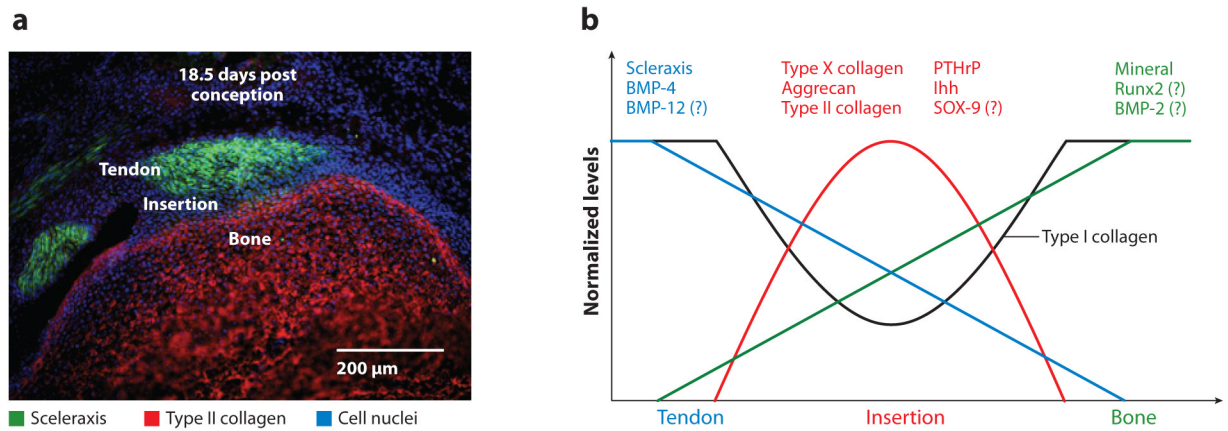 a
18.5 days post
conception
Tendon
Insertion
Bone
200 μm
Sceleraxis
Type II collagen
Cell nuclei
b
Normalized levels
Scleraxis
BMP-4
BMP-12 (?)
Type X collagen
Aggrecan
Type II collagen
PTHrP
Ihh
SOX-9 (?)
Mineral
Runx2 (?)
BMP-2 (?)
Type I collagen
Tendon
Insertion
Bone